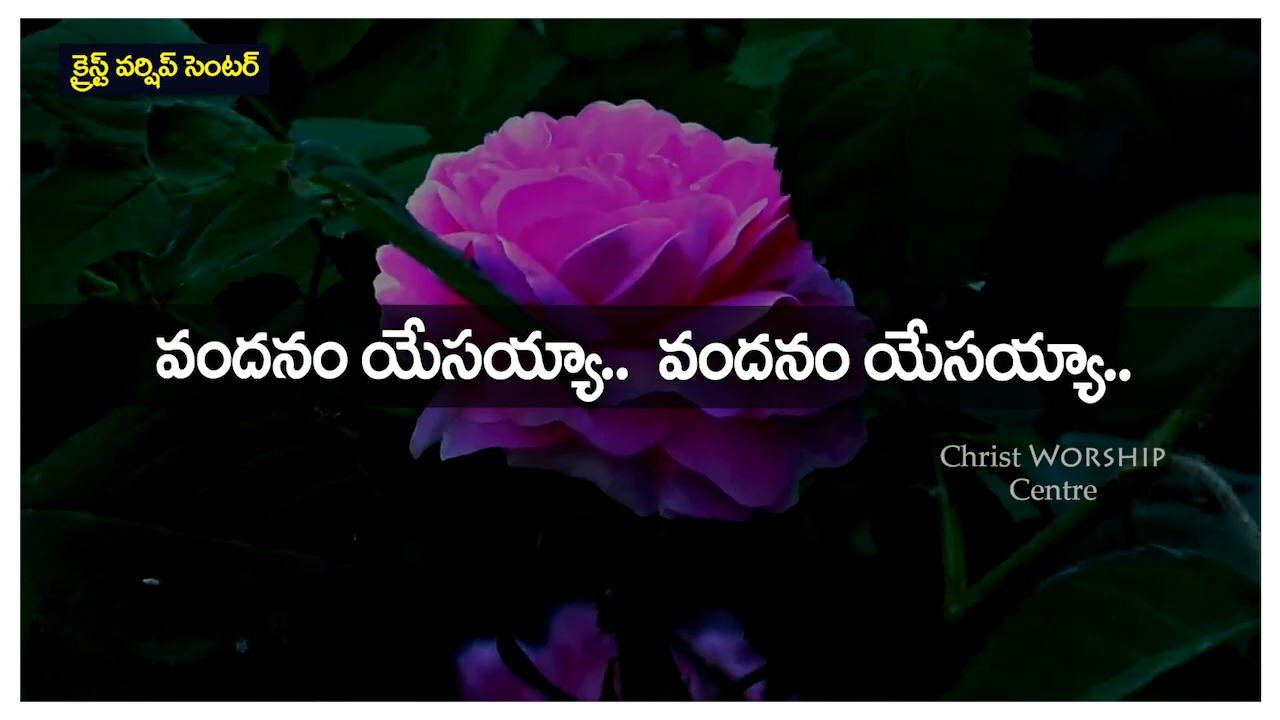 క్రైస్ట్ వర్షిప్ సెంటర్
వందనం యేసయ్యా..  వందనం యేసయ్యా..
Christ WORSHIP
Centre